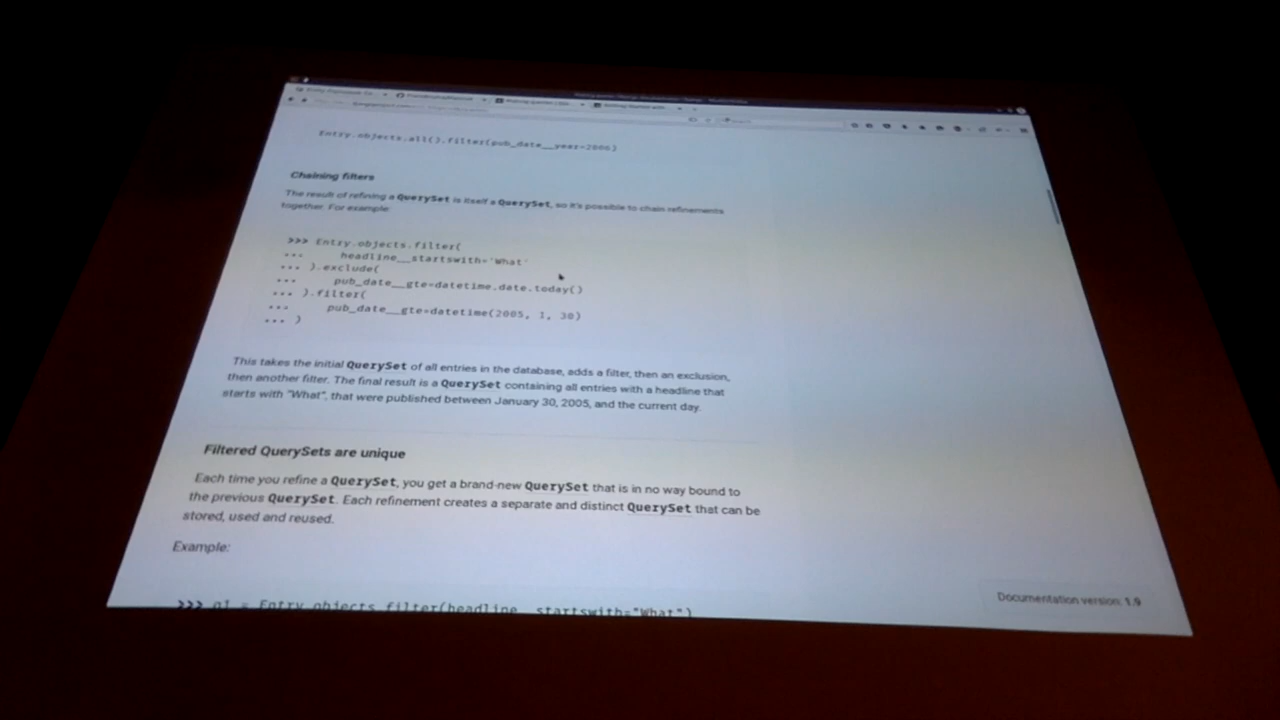 Entry.objects.all().filter(pub_date__year=2006)
Chaining filters
The result of refining a QuerySet is itself a QuerySet, so it's possible to chain refinements
together. For example:
>>> Entry.objects.filter(
... headline__startswith='What'
... ).exclude(
... pub_date__gte=datetime.date.today()
... ).filter(
... pub_date__gte=datetime(2005, 1, 30)
... )
This takes the initial QuerySet of all entries in the database, adds a filter, then an exclusion,
then another filter. The final result is a QuerySet containing all entries with a headline that
starts with "What", that were published between January 30, 2005, and the current day.
Filtered QuerySets are unique
Each time you refine a QuerySet, you get a brand-new QuerySet that is in no way bound to
the previous QuerySet. Each refinement creates a separate and distinct QuerySet that can be
stored, used and reused.
Example:
>>> q1 = Entry.objects.filter(headline__startswith="What")
Documentation version: 1.9